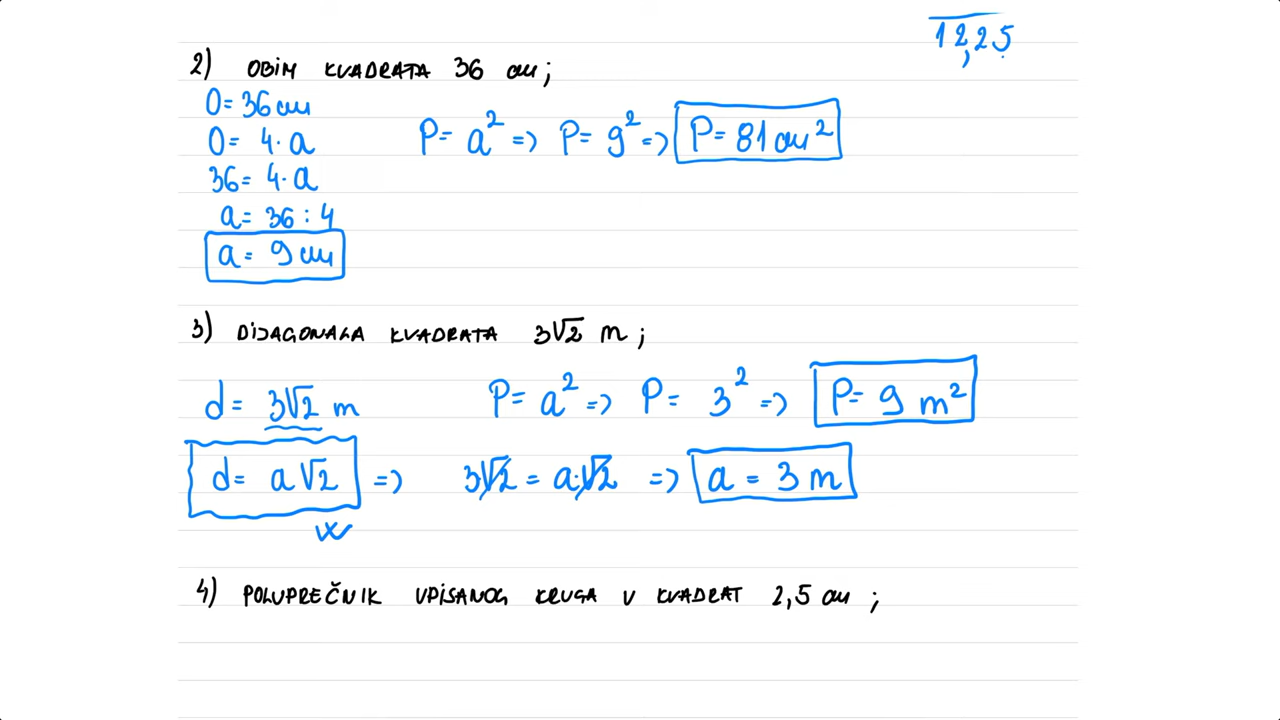 12,25
2) OBIM KVADRATA 36 cm;
O= 36 cm
O= 4·a
36= 4·a
a= 36 : 4
a= 9 cm
P= a² => P= 9² => P= 81 cm²
3) DIJAGONALA KVADRATA 3√2 m;
d= 3√2 m
P= a² => P= 3² => P= 9 m²
d= a√2 => 3√2 = a·√2 => a = 3 m
4) POLUPREČNIK UPISANOG KRUGA U KVADRAT 2,5 cm;